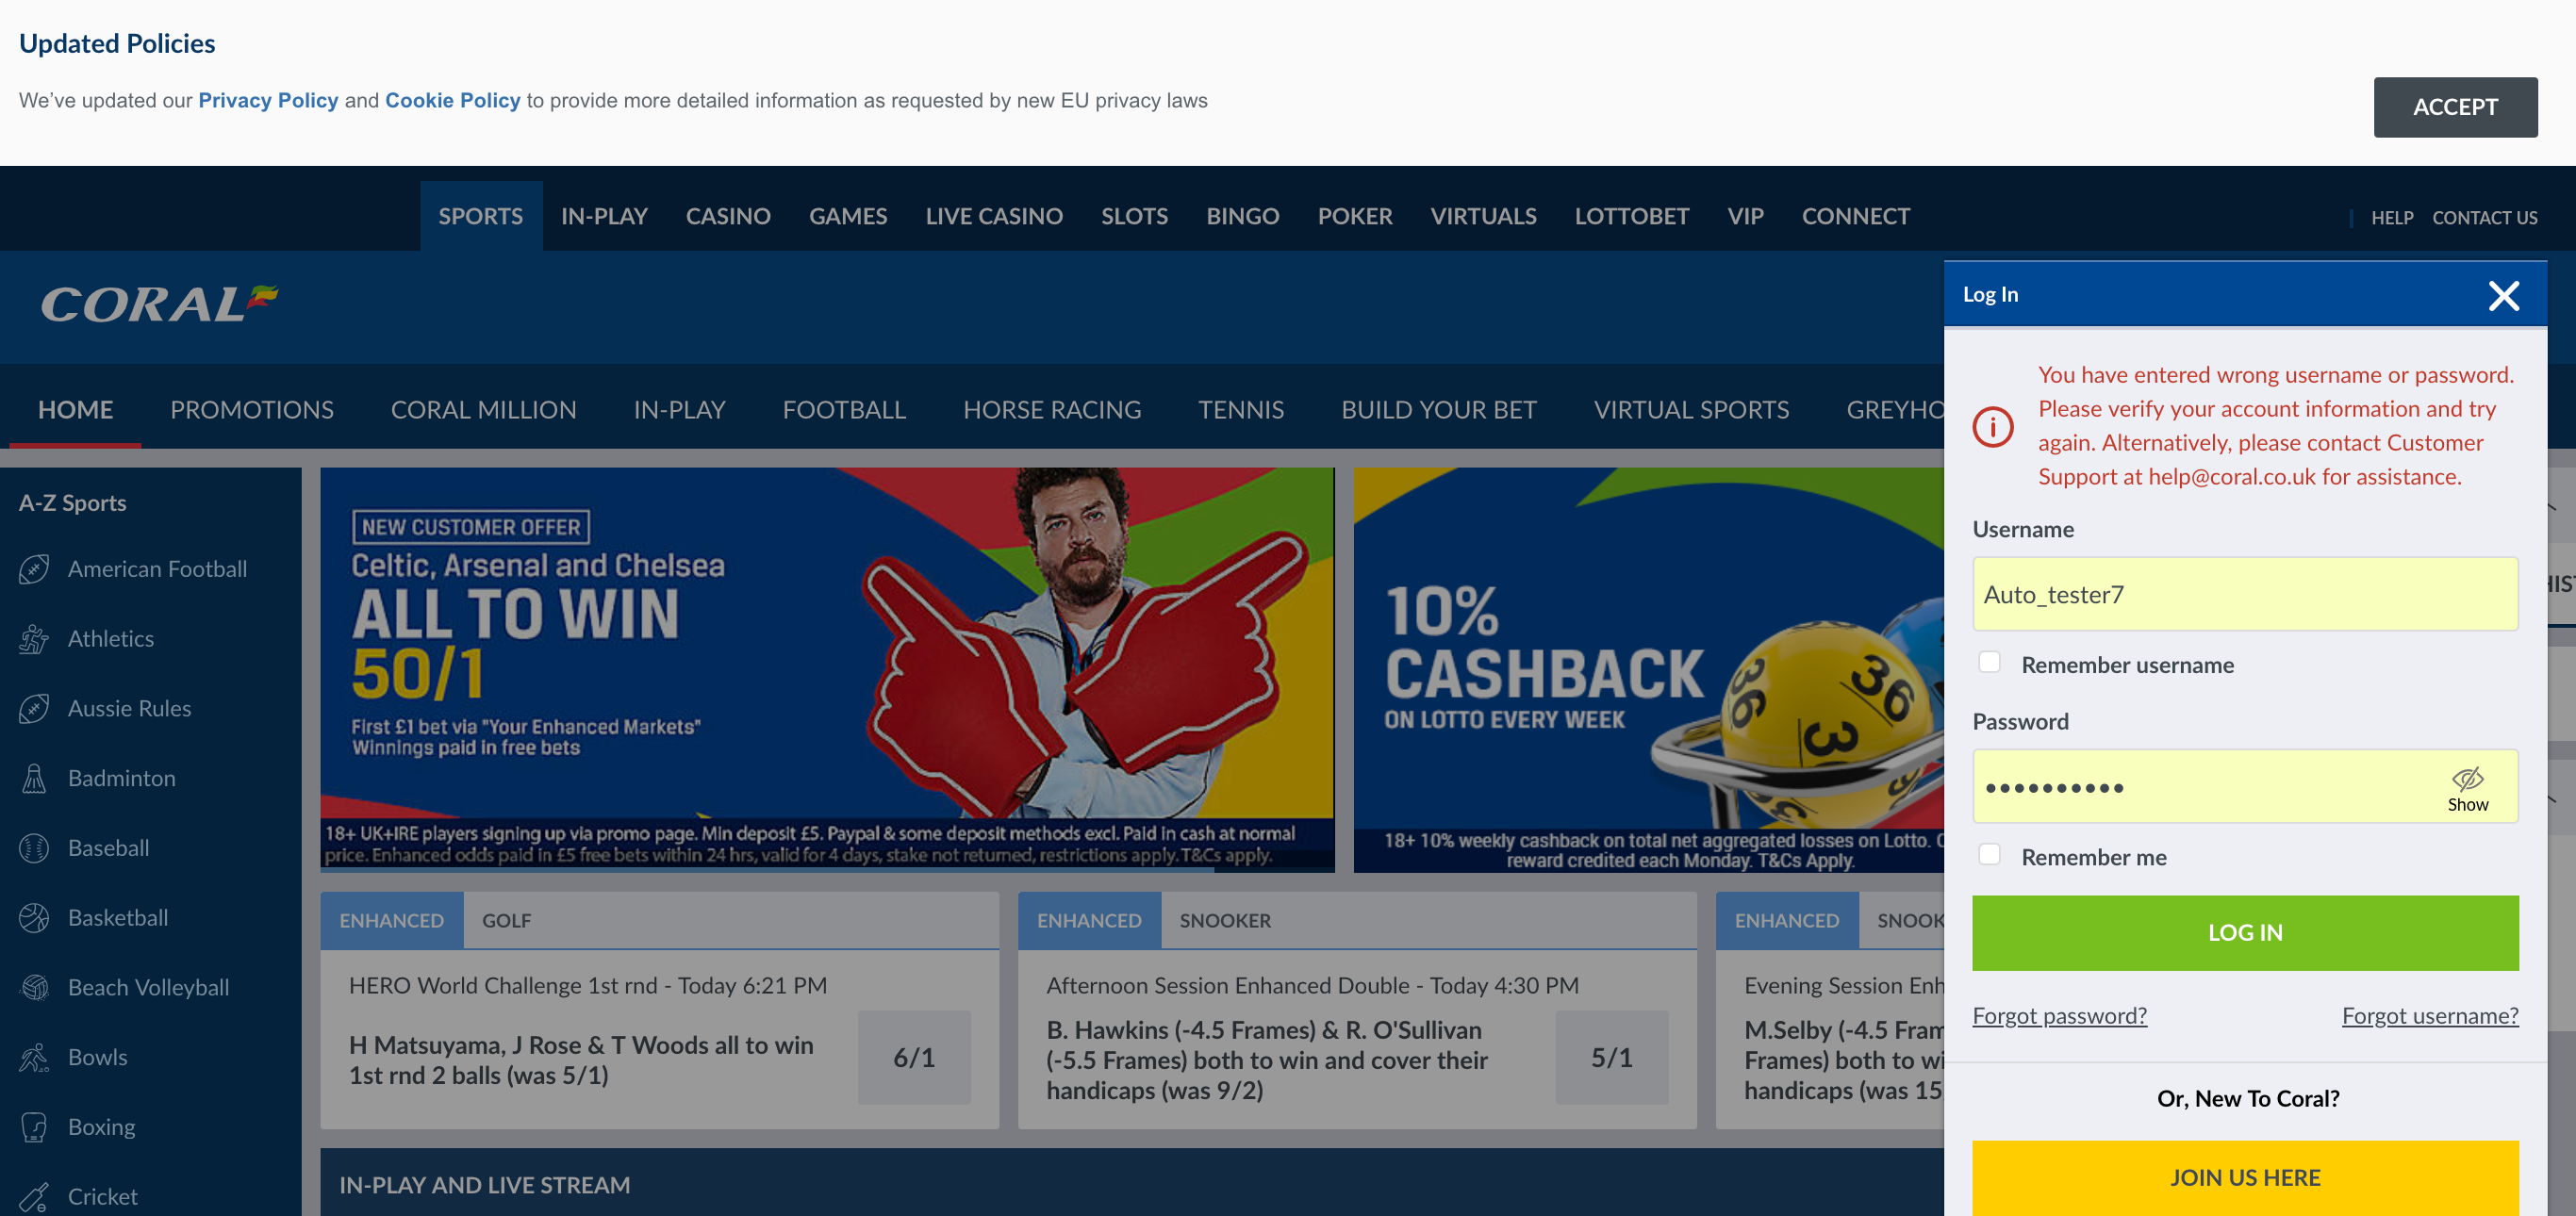 Updated Policies
We've updated our Privacy Policy and Cookie Policy to provide more detailed information as requested by new EU privacy laws
ACCEPT
SPORTS IN-PLAY CASINO GAMES LIVE CASINO SLOTS BINGO POKER VIRTUALS LOTTOBET VIP CONNECT
HELP CONTACT US
CORAL
HOME PROMOTIONS CORAL MILLION IN-PLAY FOOTBALL HORSE RACING TENNIS BUILD YOUR BET VIRTUAL SPORTS GREYHO
A-Z Sports
American Football
Athletics
Aussie Rules
Badminton
Baseball
Basketball
Beach Volleyball
Bowls
Boxing
Cricket
NEW CUSTOMER OFFER
Celtic, Arsenal and Chelsea
ALL TO WIN
50/1
First £1 bet via "Your Enhanced Markets"
Winnings paid in free bets
18+ UK+IRE players signing up via promo page. Min deposit £5. Paypal & some deposit methods excl. Paid in cash at normal
price. Enhanced odds paid in £5 free bets within 24 hrs, valid for 4 days, stake not returned, restrictions apply. T&Cs apply.
10%
CASHBACK
ON LOTTO EVERY WEEK
36
36
3
36
18+ 10% weekly cashback on total net aggregated losses on Lotto. C
reward credited each Monday. T&Cs Apply.
ENHANCED GOLF
HERO World Challenge 1st rnd - Today 6:21 PM
H Matsuyama, J Rose & T Woods all to win
1st rnd 2 balls (was 5/1)
6/1
ENHANCED SNOOKER
Afternoon Session Enhanced Double - Today 4:30 PM
B. Hawkins (-4.5 Frames) & R. O'Sullivan
(-5.5 Frames) both to win and cover their
handicaps (was 9/2)
5/1
ENHANCED SNOOK
Evening Session Enh
M.Selby (-4.5 Fram
Frames) both to wi
handicaps (was 15
IN-PLAY AND LIVE STREAM
Log In
You have entered wrong username or password.
Please verify your account information and try
again. Alternatively, please contact Customer
Support at help@coral.co.uk for assistance.
Username
Auto_tester7
Remember username
Password
Show
Remember me
LOG IN
Forgot password? Forgot username?
Or, New To Coral?
JOIN US HERE
HIS